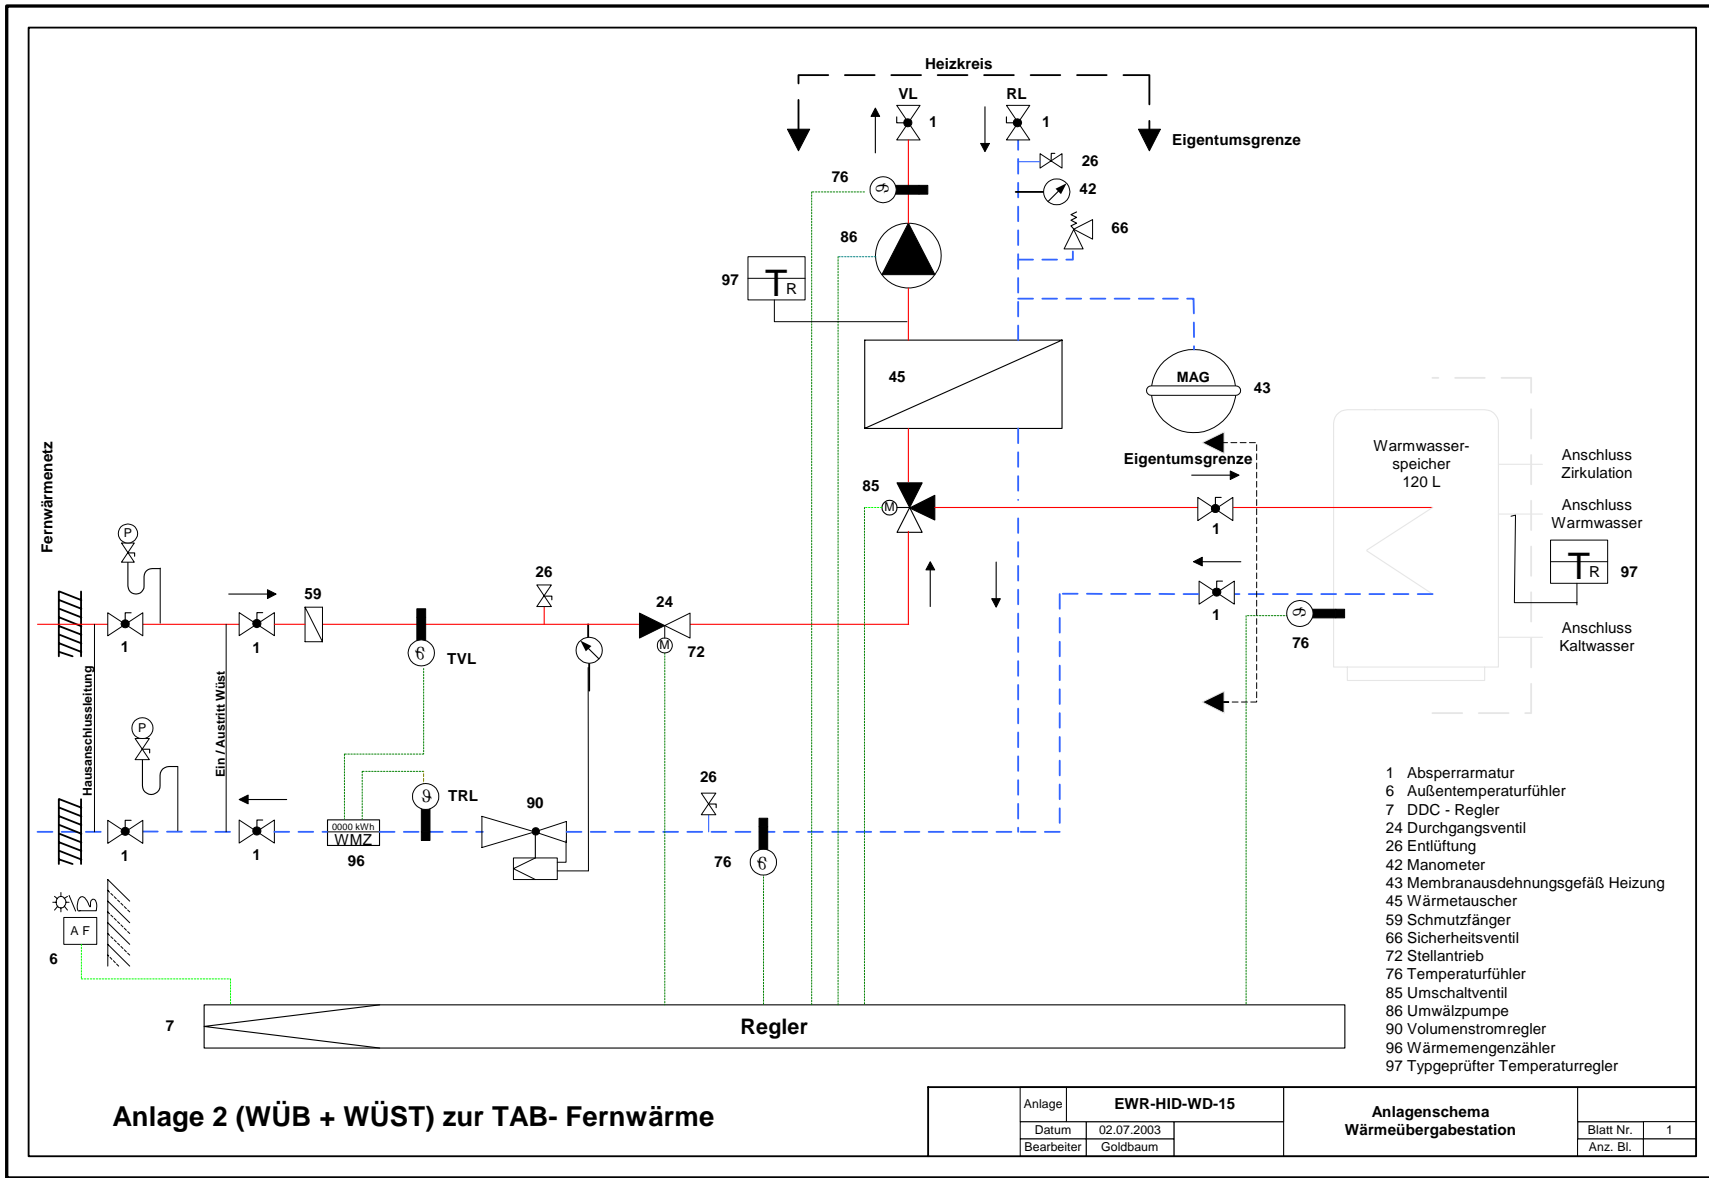 Heizkreis
VL
RL
1
1
Eigentumsgrenze
26
76
42
66
86
97
T
R
45
MAG
43
Fernwärmenetz
Eigentumsgrenze
Warmwasser-
speicher
120 L
Anschluss
Zirkulation
85
M
Anschluss
Warmwasser
1
P
26
T
R
97
59
24
1
1
1
1
M
72
TVL
76
Anschluss
Kaltwasser
Hausanschlussleitung
Ein / Austritt Wüst
P
26
TRL
90
0000 kWh
WMZ
1
1
96
76
1 Absperrarmatur
6 Außentemperaturfühler
7 DDC - Regler
24 Durchgangsventil
26 Entlüftung
42 Manometer
43 Membranausdehnungsgefäß Heizung
45 Wärmetauscher
59 Schmutzfänger
66 Sicherheitsventil
72 Stellantrieb
76 Temperaturfühler
85 Umschaltventil
86 Umwälzpumpe
90 Volumenstromregler
96 Wärmemengenzähler
97 Typgeprüfter Temperaturregler
A F
6
7
Regler
Anlage 2 (WÜB + WÜST) zur TAB- Fernwärme
Anlage
EWR-HID-WD-15
Datum
02.07.2003
Bearbeiter
Goldbaum
Anlagenschema
Wärmeübergabestation
Blatt Nr.
1
Anz. Bl.